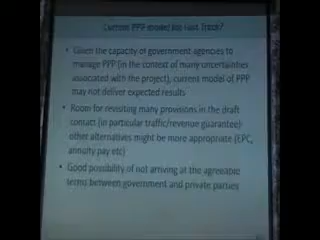 Current PPP model for Fast Track?
• Given the capacity of government agencies to
manage PPP (in the context of many uncertainties
associated with the project), current model of PPP
may not deliver expected results
• Room for revisiting many provisions in the draft
contact (in particular traffic/revenue guarantee):
other alternatives might be more appropriate (EPC,
annuity pay etc)
• Good possibility of not arriving at the agreeable
terms between government and private parties